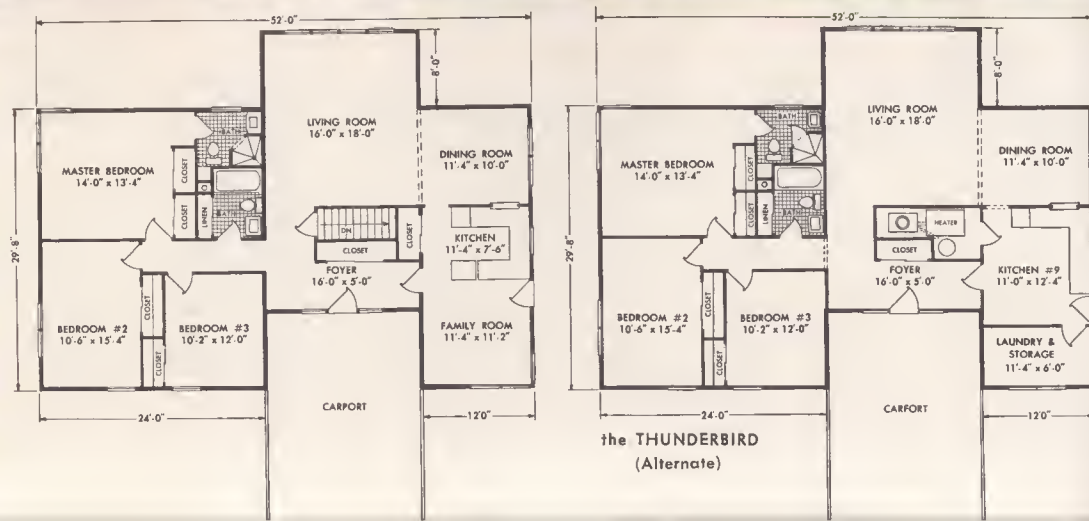 52'-0"
8'-0"
LIVING ROOM
16'-0" x 18'-0"
BATH
DINING ROOM
11'-4" x 10'-0"
MASTER BEDROOM
14'-0" x 13'-4"
CLOSET
CLOSET
LINEN
BATH
DN
CLOSET
CLOSET
KITCHEN
11'-4" x 7'-6"
29'-8"
FOYER
16'-0" x 5'-0"
CLOSET
CLOSET
BEDROOM #2
10'-6" x 15'-4"
BEDROOM #3
10'-2" x 12'-0"
FAMILY ROOM
11'-4" x 11'-2"
CARPORT
24'-0"
12'0"
52'-0"
8'-0"
LIVING ROOM
16'-0" x 18'-0"
BATH
DINING ROOM
11'-4" x 10'-0"
MASTER BEDROOM
14'-0" x 13'-4"
CLOSET
CLOSET
LINEN
BATH
HEATER
CLOSET
29'-8"
FOYER
16'-0" x 5'-0"
KITCHEN #9
11'-0" x 12'-4"
CLOSET
CLOSET
BEDROOM #2
10'-6" x 15'-4"
BEDROOM #3
10'-2" x 12'-0"
LAUNDRY &
STORAGE
11'-4" x 6'-0"
CARFORT
24'-0"
12'0"
the THUNDERBIRD
(Alternate)